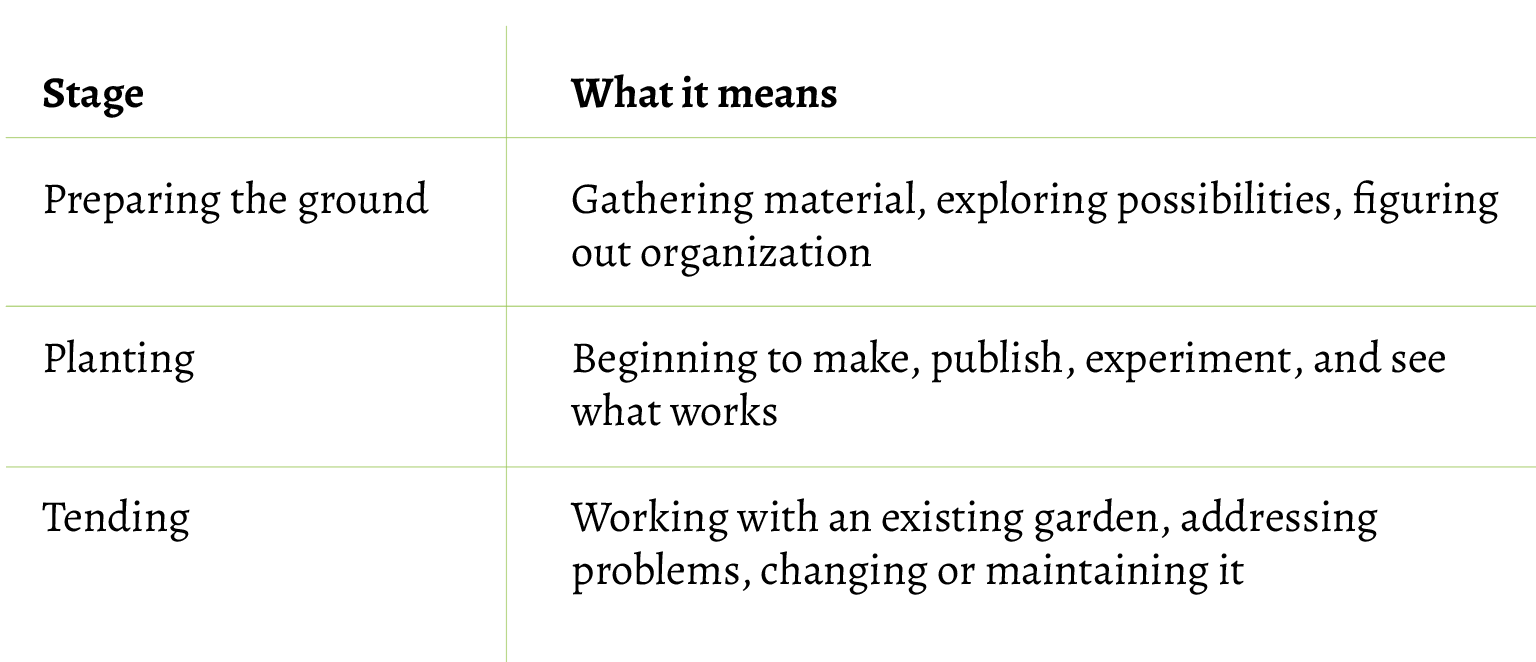 Stage
What it means
Preparing the ground
Gathering material, exploring possibilities, figuring
out organization
Planting
Beginning to make, publish, experiment, and see
what works
Tending
Working with an existing garden, addressing
problems, changing or maintaining it